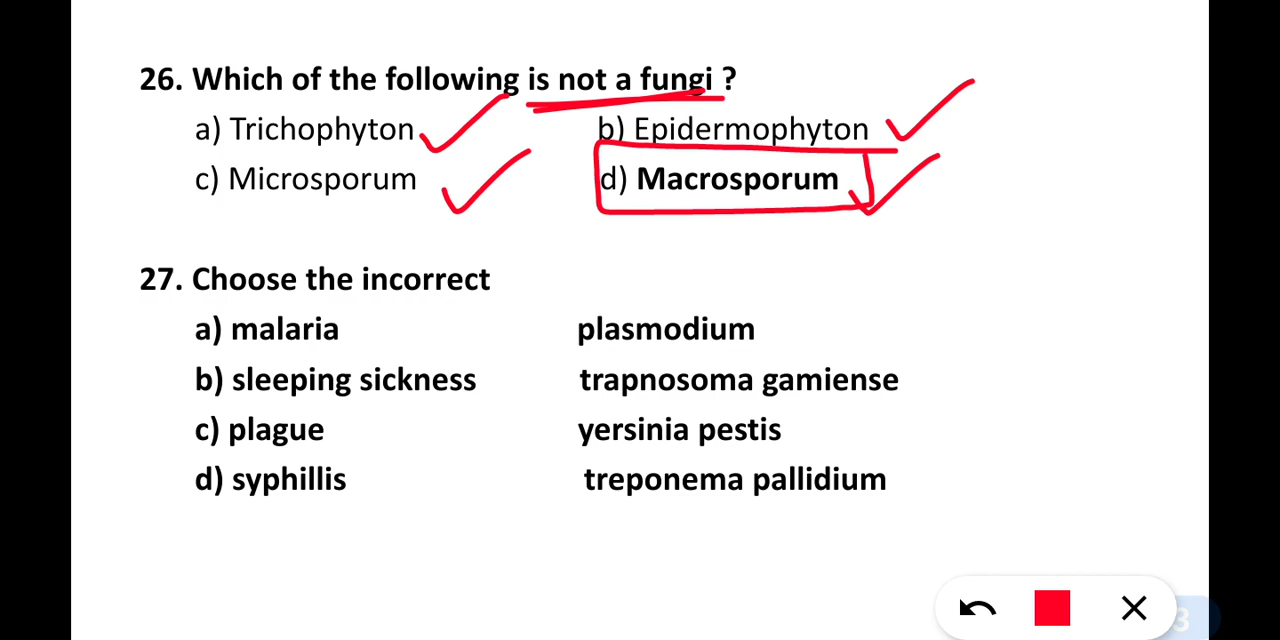 26. Which of the following is not a fungi ?
a) Trichophyton b) Epidermophyton
c) Microsporum d) Macrosporum
27. Choose the incorrect
a) malaria plasmodium
b) sleeping sickness trapnosoma gamiense
c) plague yersinia pestis
d) syphillis treponema pallidium
3